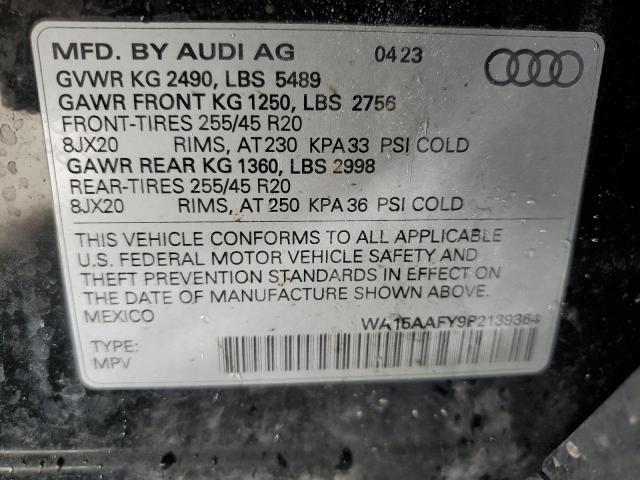 MFD. BY AUDI AG 04 23
GVWR KG 2490, LBS 5489
GAWR FRONT KG 1250, LBS 2756
FRONT-TIRES 255/45 R20
8JX20 RIMS, AT 230 KPA 33 PSI COLD
GAWR REAR KG 1360, LBS 2998
REAR-TIRES 255/45 R20
8JX20 RIMS, AT 250 KPA 36 PSI COLD
THIS VEHICLE CONFORMS TO ALL APPLICABLE
U.S. FEDERAL MOTOR VEHICLE SAFETY AND
THEFT PREVENTION STANDARDS IN EFFECT ON
THE DATE OF MANUFACTURE SHOWN ABOVE.
MEXICO
WA15AAFY9P2139364
TYPE:
MPV